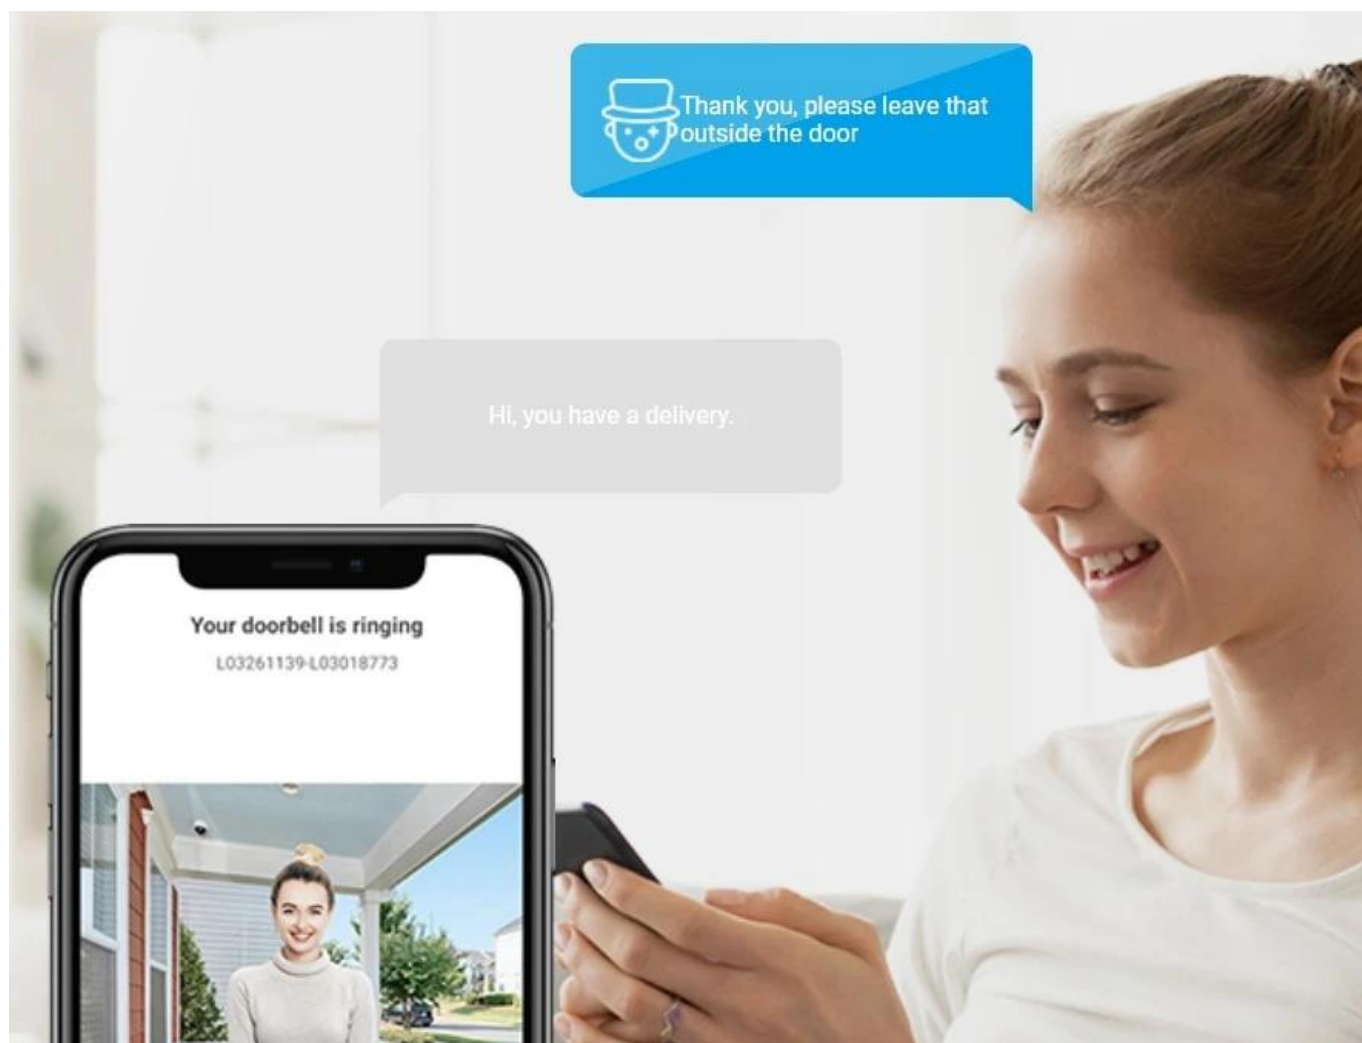 Thank you, please leave that
outside the door
Hi, you have a delivery.
Your doorbell is ringing
L03261139-L03018773